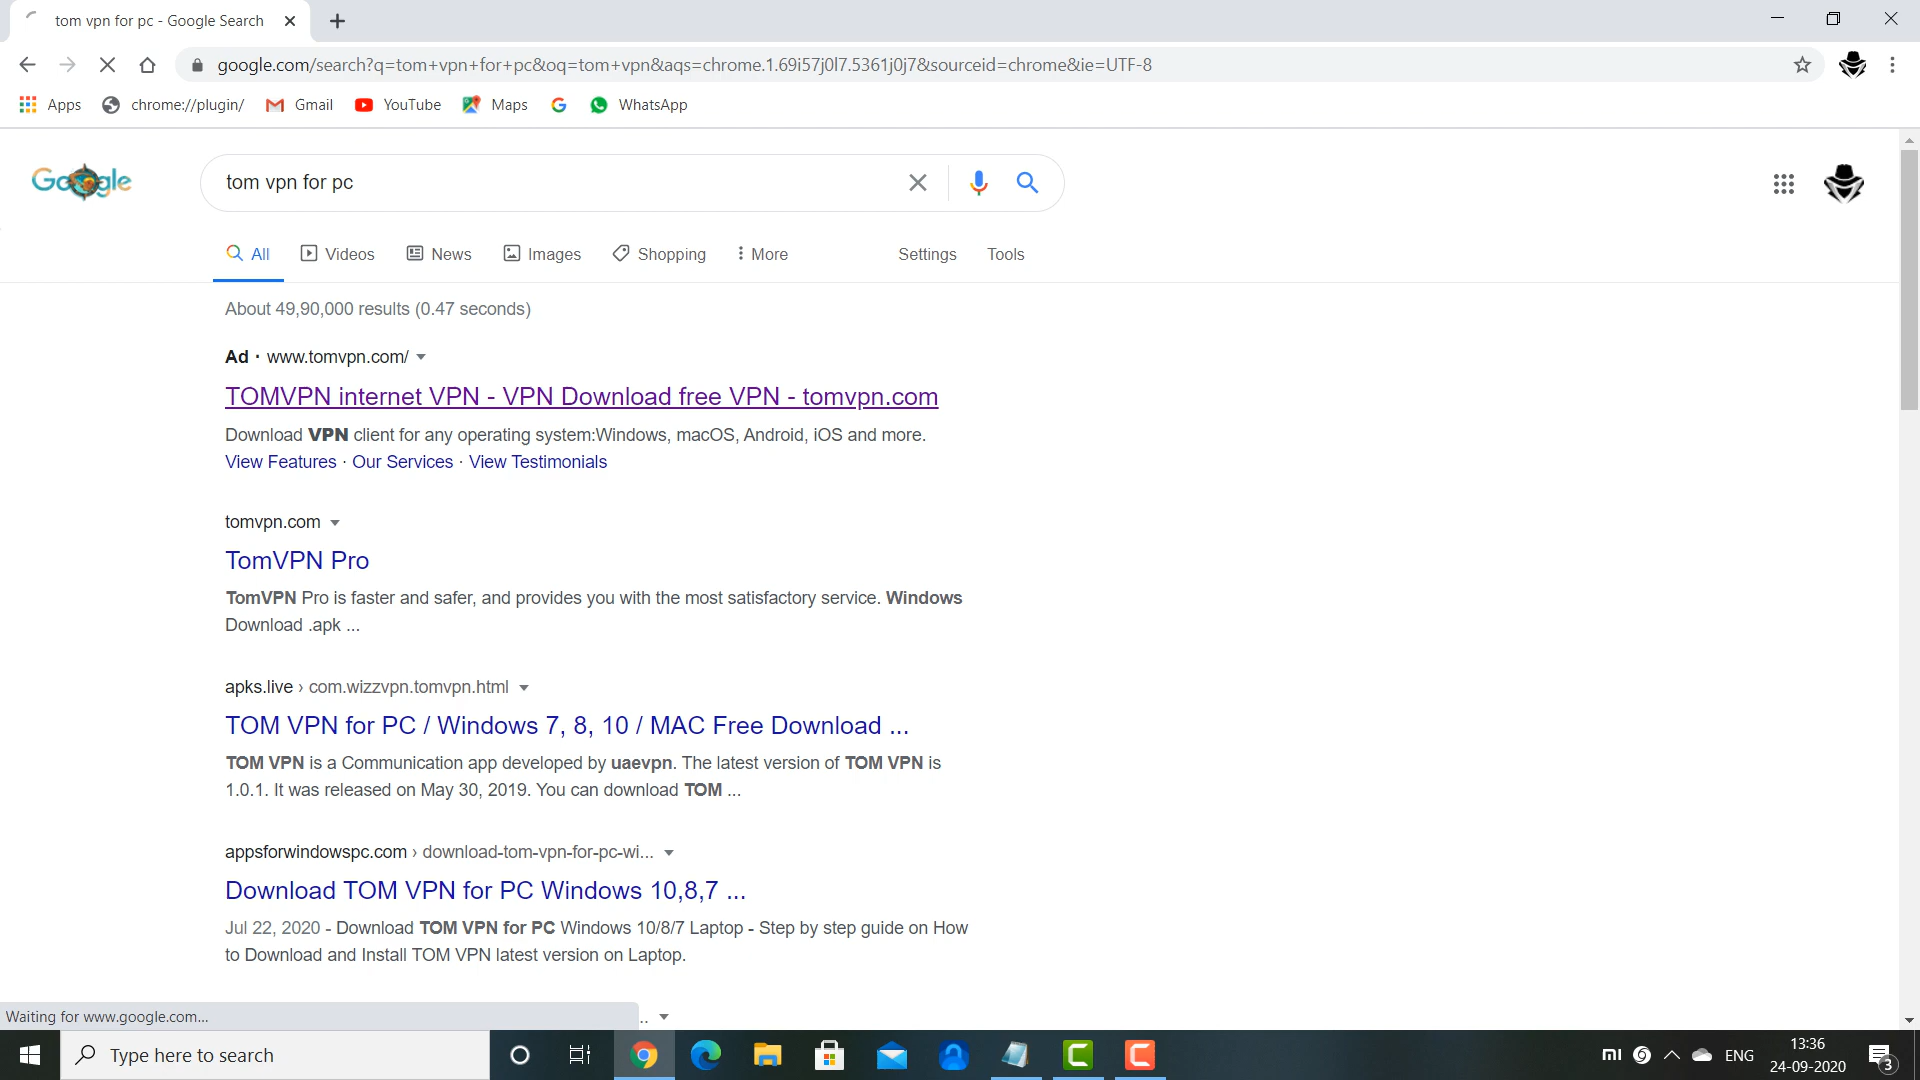 tom vpn for pc - Google Search
google.com/search?q=tom+vpn+for+pc&oq=tom+vpn&aqs=chrome.1.69i57j0l7.5361j0j7&sourceid=chrome&ie=UTF-8
Apps chrome://plugin/ Gmail YouTube Maps WhatsApp
Google
tom vpn for pc
All Videos News Images Shopping More Settings Tools
About 49,90,000 results (0.47 seconds)
Ad · www.tomvpn.com/
TOMVPN internet VPN - VPN Download free VPN - tomvpn.com
Download VPN client for any operating system:Windows, macOS, Android, iOS and more.
View Features · Our Services · View Testimonials
tomvpn.com
TomVPN Pro
TomVPN Pro is faster and safer, and provides you with the most satisfactory service. Windows
Download .apk ...
apks.live › com.wizzvpn.tomvpn.html
TOM VPN for PC / Windows 7, 8, 10 / MAC Free Download ...
TOM VPN is a Communication app developed by uaevpn. The latest version of TOM VPN is
1.0.1. It was released on May 30, 2019. You can download TOM ...
appsforwindowspc.com › download-tom-vpn-for-pc-wi...
Download TOM VPN for PC Windows 10,8,7 ...
Jul 22, 2020 - Download TOM VPN for PC Windows 10/8/7 Laptop - Step by step guide on How
to Download and Install TOM VPN latest version on Laptop.
Waiting for www.google.com... ..
Type here to search
mi ENG
13:36
24-09-2020
3